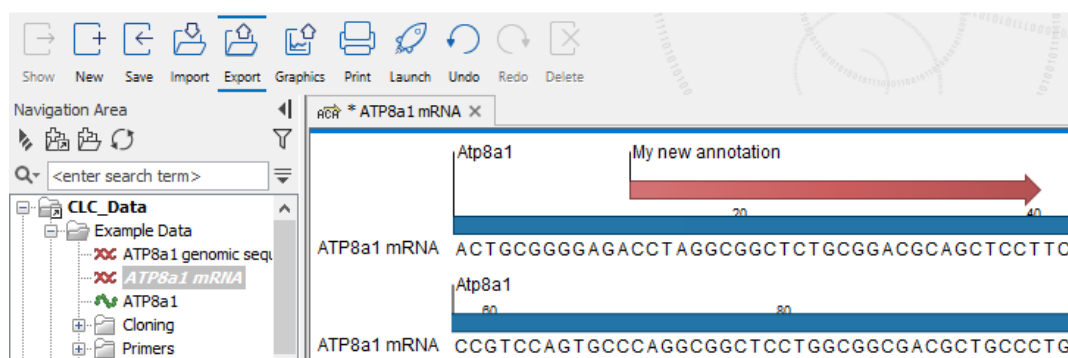 Show New Save Import Export Graphics Print Launch Undo Redo Delete
Navigation Area
* ATP8a1 mRNA
<enter search term>
CLC_Data
Example Data
ATP8a1 genomic sequ
ATP8a1 mRNA
ATP8a1
Cloning
Primers
Atp8a1 My new annotation
20 40
ATP8a1 mRNA ACTGCGGGGAGACCTAGGCGGCTCTGCGGACGCAGCTCCTTC
Atp8a1
60 80
ATP8a1 mRNA CCGTCCAGTGCCCAGGCGGCTCCTGGCGGCGACGCTGCCCTG